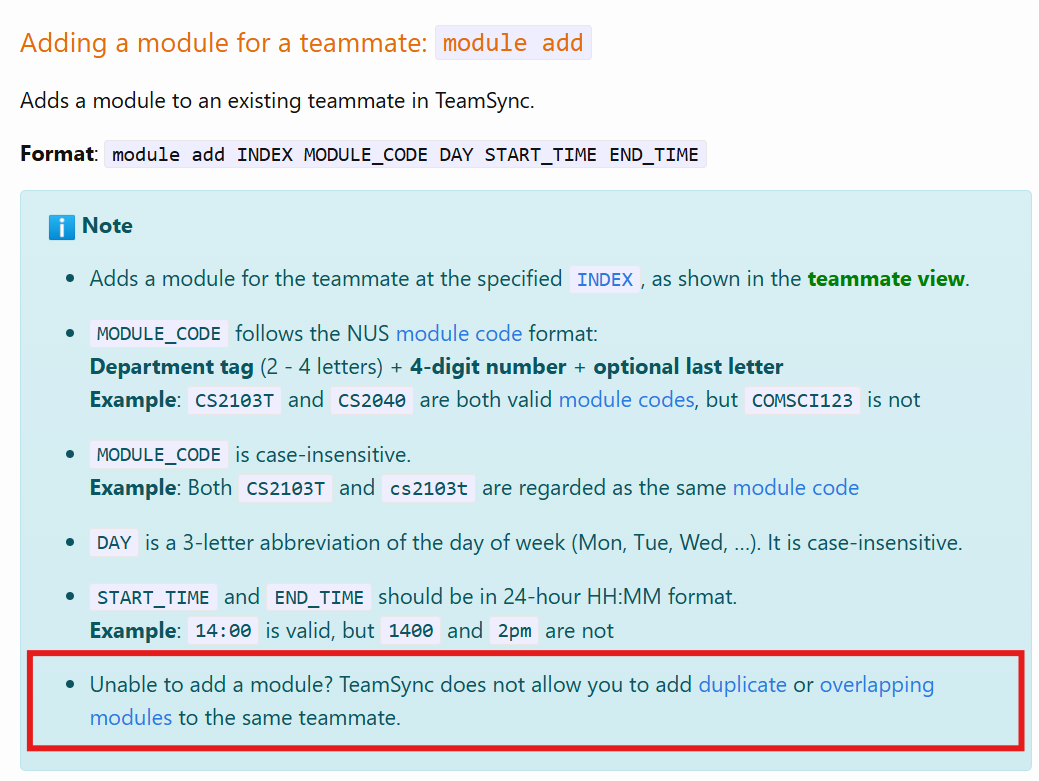 Adding a module for a teammate: module add
Adds a module to an existing teammate in TeamSync.
Format: module add INDEX MODULE_CODE DAY START_TIME END_TIME
Note
Adds a module for the teammate at the specified INDEX, as shown in the teammate view.
MODULE_CODE follows the NUS module code format:
Department tag (2 - 4 letters) + 4-digit number + optional last letter
Example: CS2103T and CS2040 are both valid module codes, but COMSCI123 is not
MODULE_CODE is case-insensitive.
Example: Both CS2103T and cs2103t are regarded as the same module code
DAY is a 3-letter abbreviation of the day of week (Mon, Tue, Wed, ...). It is case-insensitive.
START_TIME and END_TIME should be in 24-hour HH:MM format.
Example: 14:00 is valid, but 1400 and 2pm are not
Unable to add a module? TeamSync does not allow you to add duplicate or overlapping
modules to the same teammate.